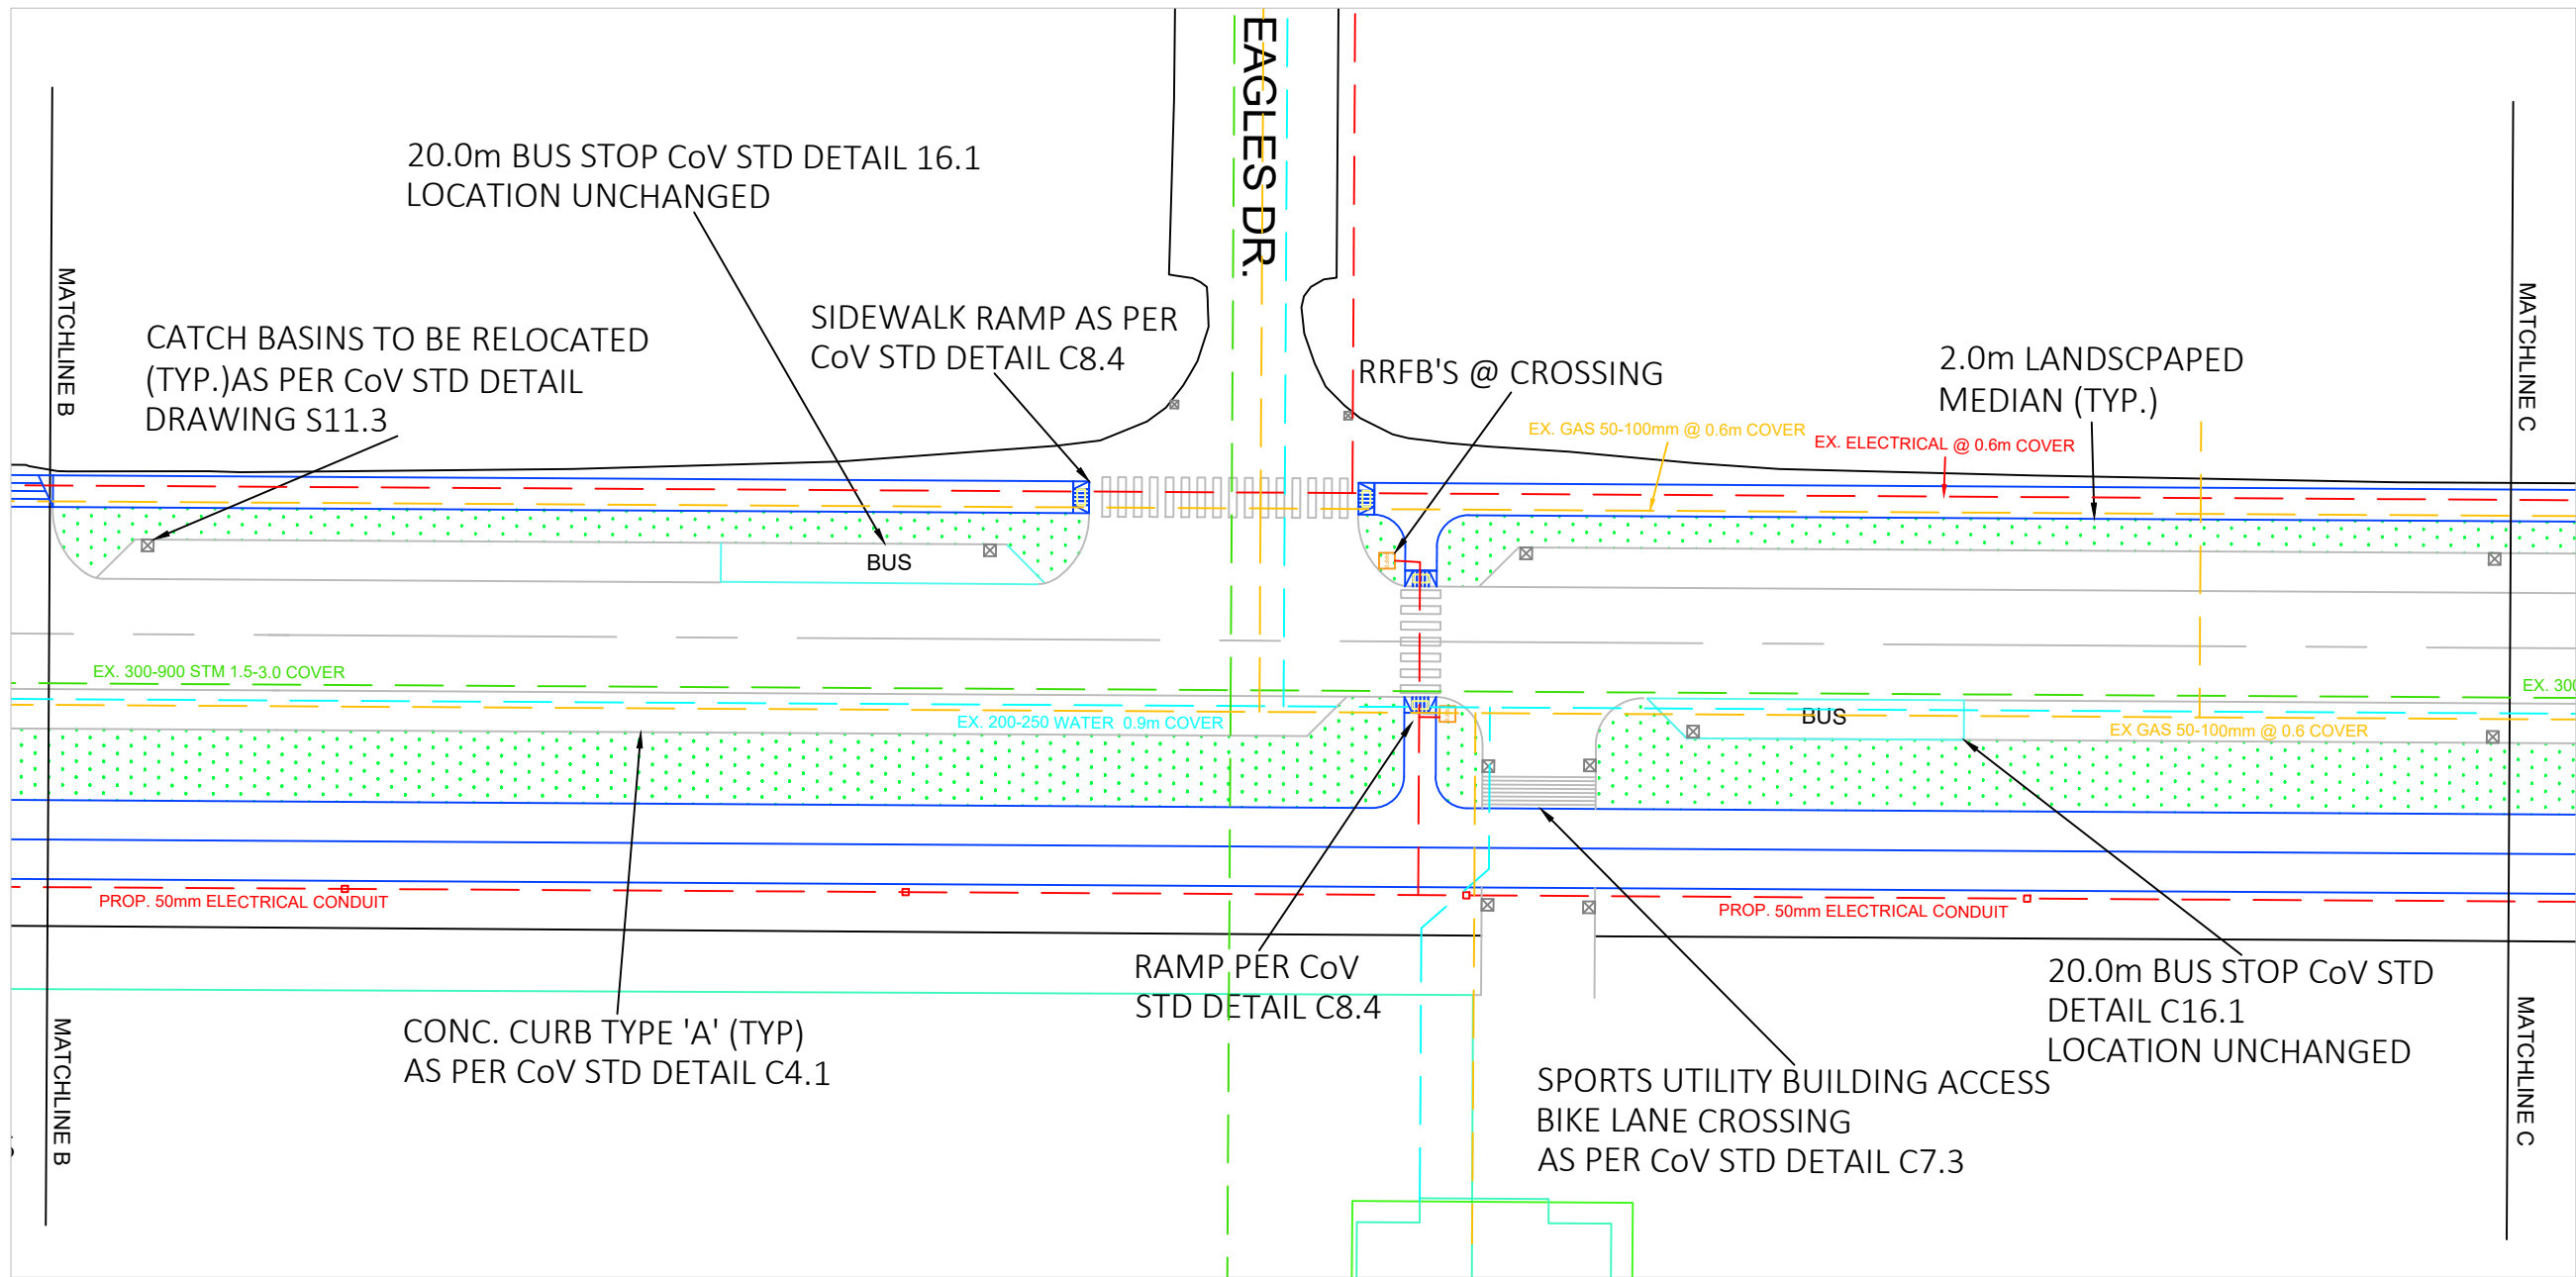 EAGLES DR.
20.0m BUS STOP CoV STD DETAIL 16.1
LOCATION UNCHANGED
MATCHLINE B
MATCHLINE C
CATCH BASINS TO BE RELOCATED
(TYP.)AS PER CoV STD DETAIL
DRAWING S11.3
SIDEWALK RAMP AS PER
CoV STD DETAIL C8.4
RRFB'S @ CROSSING
2.0m LANDSCPAPED
MEDIAN (TYP.)
EX. GAS 50-100mm @ 0.6m COVER
EX. ELECTRICAL @ 0.6m COVER
BUS
EX. 300-900 STM 1.5-3.0 COVER
EX. 300
EX. 200-250 WATER 0.9m COVER
BUS
EX GAS 50-100mm @ 0.6 COVER
PROP. 50mm ELECTRICAL CONDUIT
PROP. 50mm ELECTRICAL CONDUIT
RAMP PER CoV
STD DETAIL C8.4
20.0m BUS STOP CoV STD
DETAIL C16.1
LOCATION UNCHANGED
CONC. CURB TYPE 'A' (TYP)
AS PER CoV STD DETAIL C4.1
SPORTS UTILITY BUILDING ACCESS
BIKE LANE CROSSING
AS PER CoV STD DETAIL C7.3
MATCHLINE B
MATCHLINE C